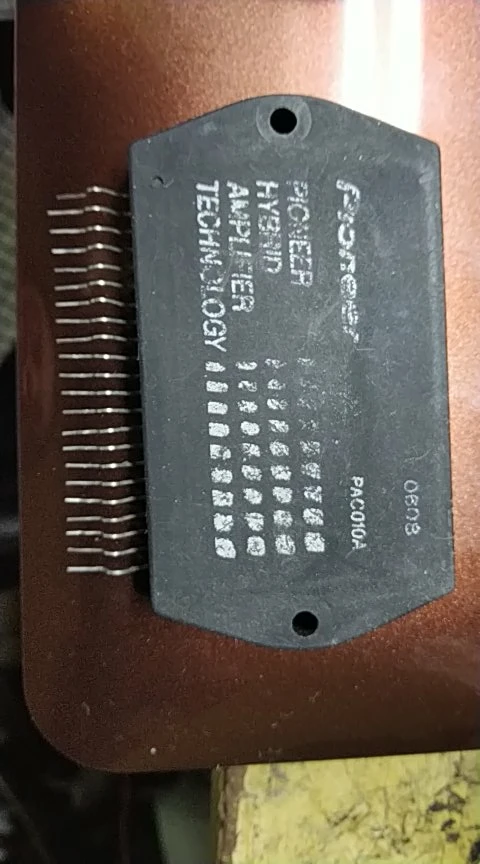 0608
Pioneer PAC010A
PIONEER
HYBRID
AMPLIFIER
TECHNOLOGY